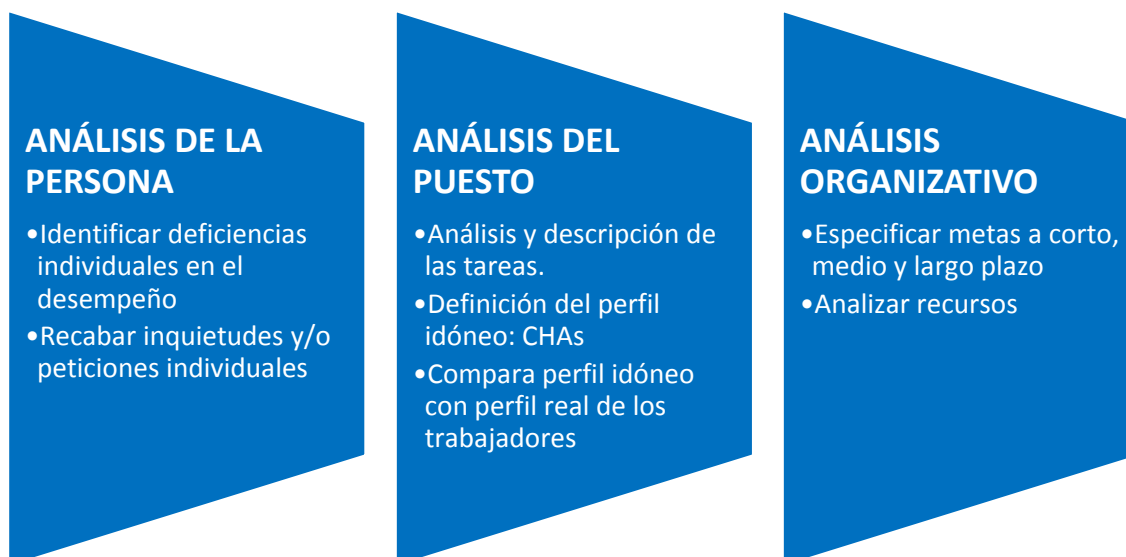 ANÁLISIS DE LA
PERSONA
•Identificar deficiencias
individuales en el
desempeño
•Recabar inquietudes y/o
peticiones individuales
ANÁLISIS DEL
PUESTO
•Análisis y descripción de
las tareas.
•Definición del perfil
idóneo: CHAs
•Compara perfil idóneo
con perfil real de los
trabajadores
ANÁLISIS
ORGANIZATIVO
•Especificar metas a corto,
medio y largo plazo
•Analizar recursos